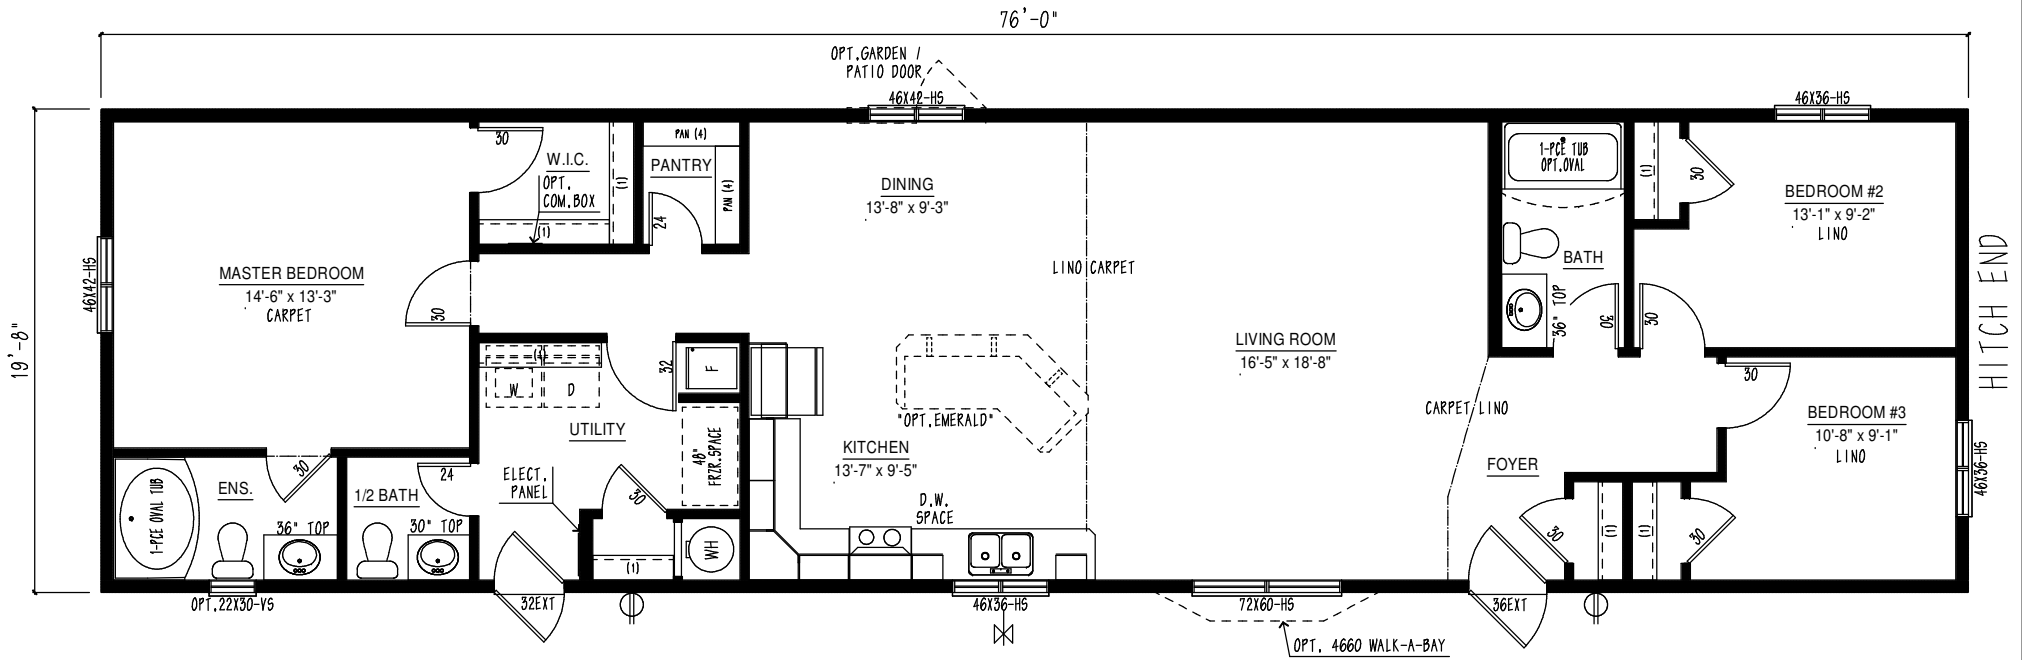 76'-0"
OPT.GARDEN /
PATIO DOOR
46X42-HS
46X36-HS
19'-8"
46X42-HS
MASTER BEDROOM
14'-6" x 13'-3"
CARPET
30
30
W.I.C.
OPT.
COM.BOX
(1)
(1)
PAN (4)
PANTRY
PAN (4)
24
DINING
13'-8" x 9'-3"
LINO CARPET
LIVING ROOM
16'-5" x 18'-8"
1-PCE TUB
OPT.OVAL
BATH
36" TOP
30
(1)
30
BEDROOM #2
13'-1" x 9'-2"
LINO
30
HITCH END
W
D
32
F
UTILITY
48"
FRZR.SPACE
"OPT.EMERALD"
KITCHEN
13'-7" x 9'-5"
D.W.
SPACE
CARPET LINO
FOYER
30
BEDROOM #3
10'-8" x 9'-1"
LINO
46X36-HS
1-PCE OVAL TUB
ENS.
30
36" TOP
1/2 BATH
24
30" TOP
ELECT.
PANEL
30
(1)
WH
30
(1)
(1)
30
OPT.22X30-VS
32EXT
46X36-HS
72X60-HS
36EXT
OPT. 4660 WALK-A-BAY